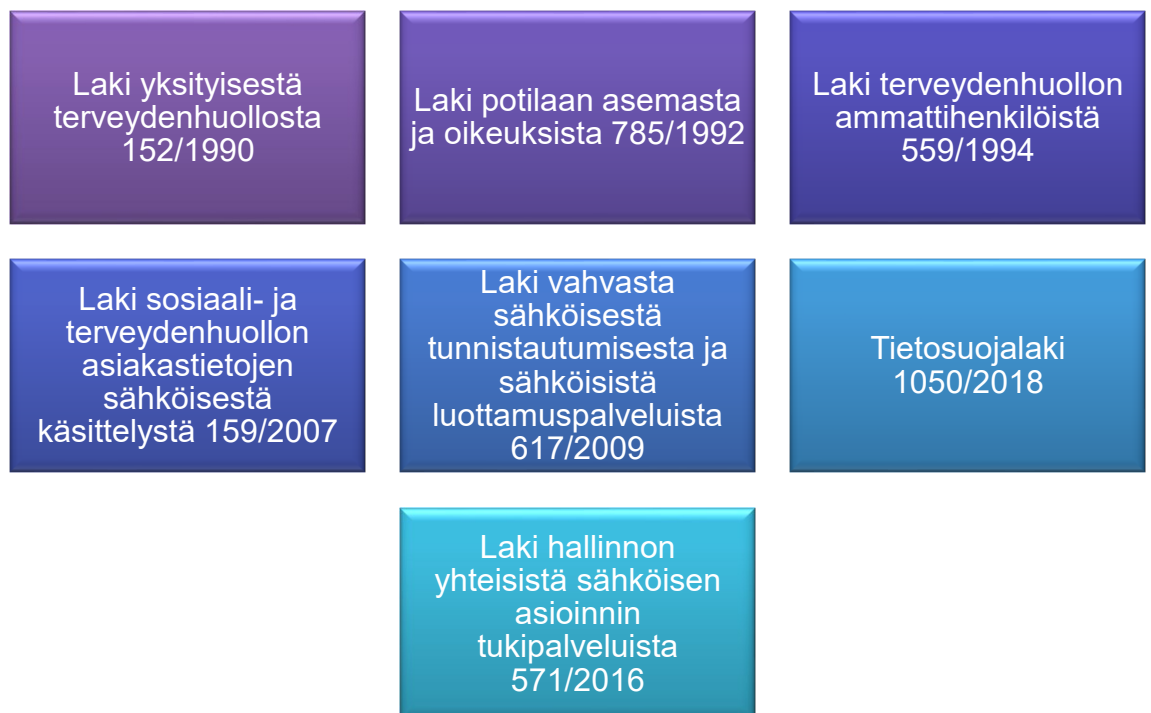 Laki yksityisestä
terveydenhuollosta
152/1990
Laki potilaan asemasta
ja oikeuksista 785/1992
Laki terveydenhuollon
ammattihenkilöistä
559/1994
Laki sosiaali- ja
terveydenhuollon
asiakastietojen
sähköisestä
käsittelystä 159/2007
Laki vahvasta
sähköisestä
tunnistautumisesta ja
sähköisistä
luottamuspalveluista
617/2009
Tietosuojalaki
1050/2018
Laki hallinnon
yhteisistä sähköisen
asioinnin
tukipalveluista
571/2016